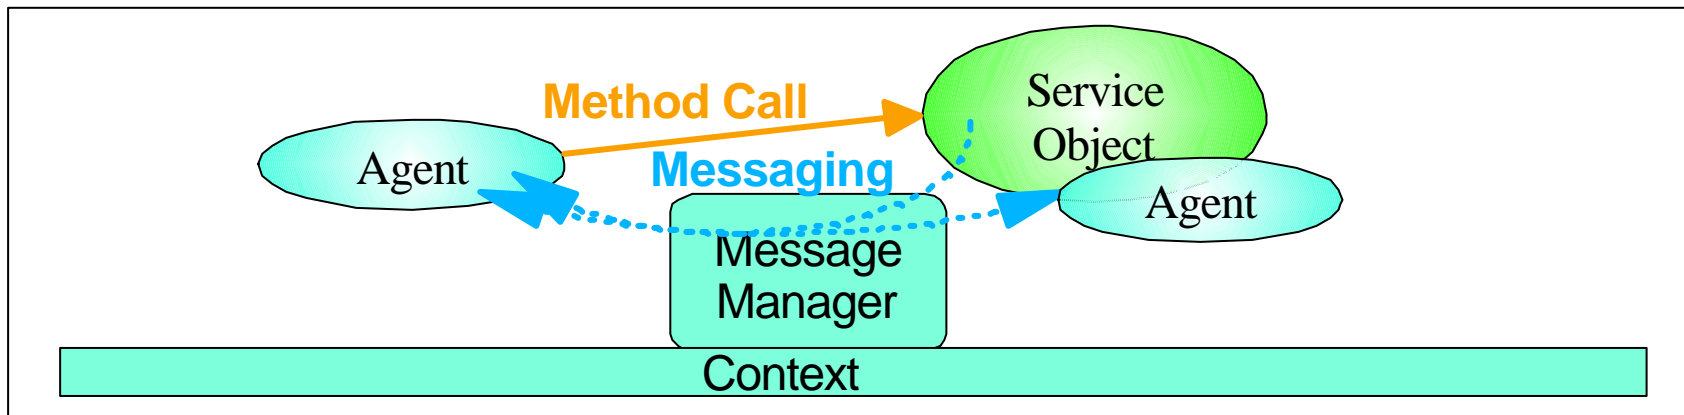 Method Call
Service
Object
Agent
Messaging
Agent
Message
Manager
Context